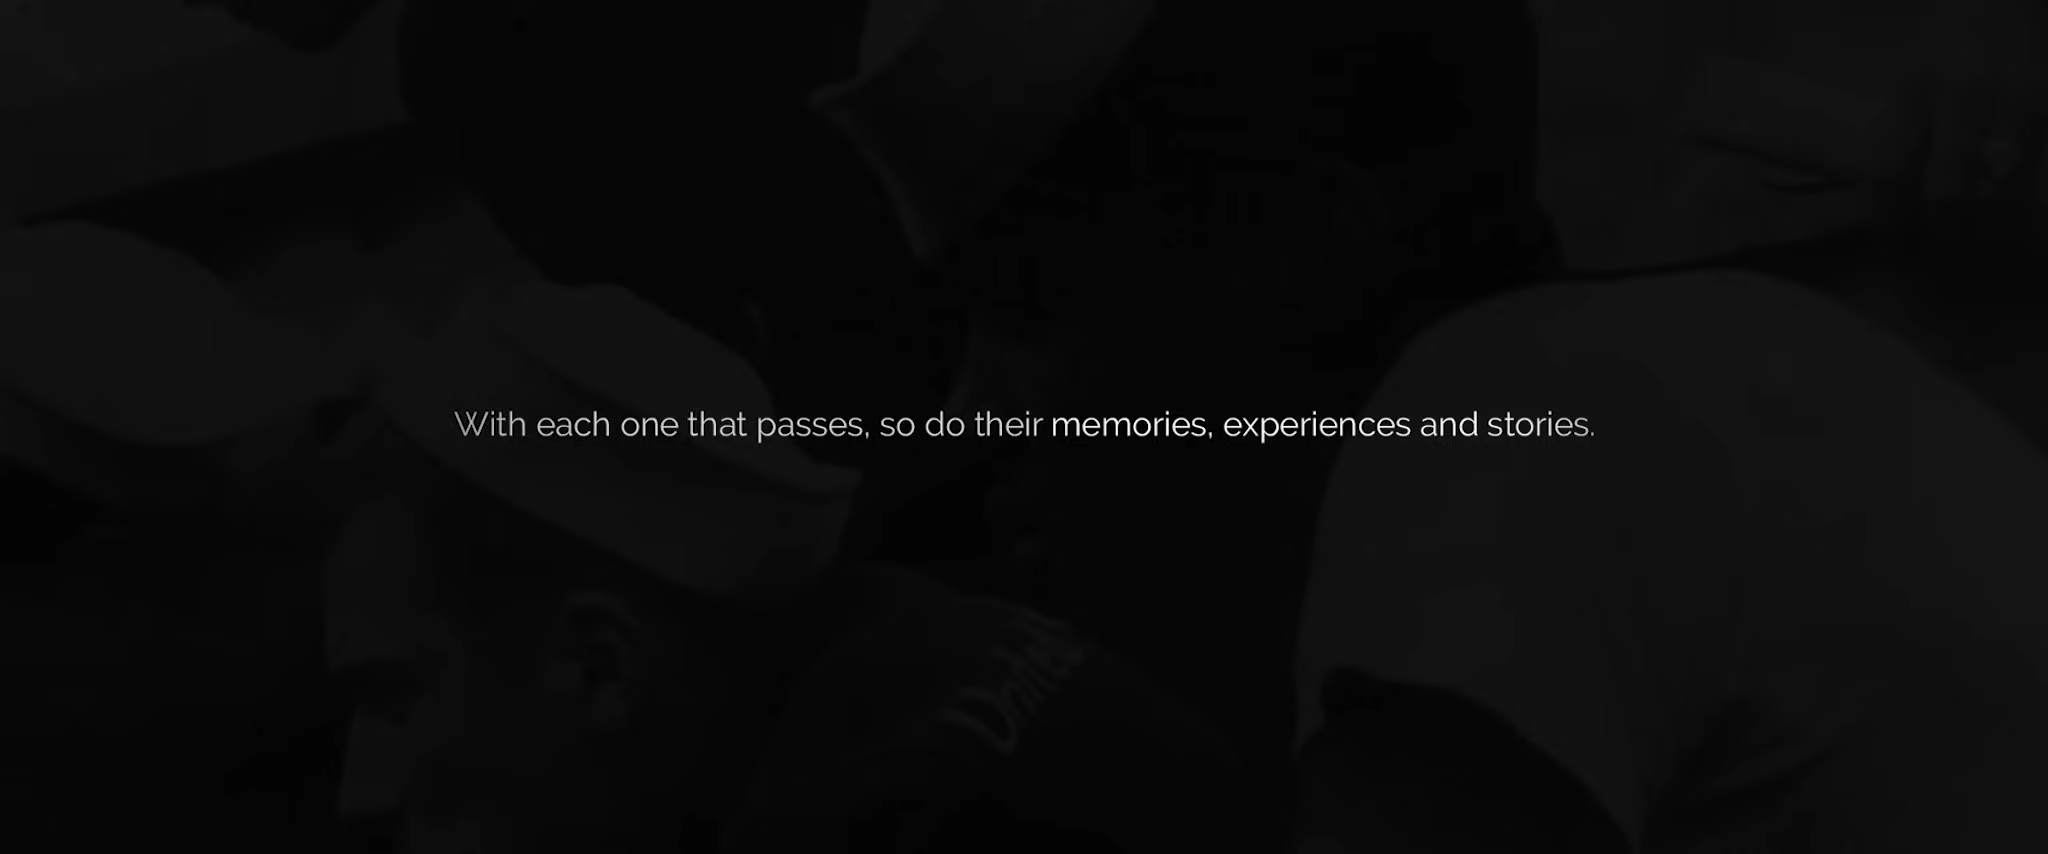 With each one that passes, so do their memories, experiences and stories.